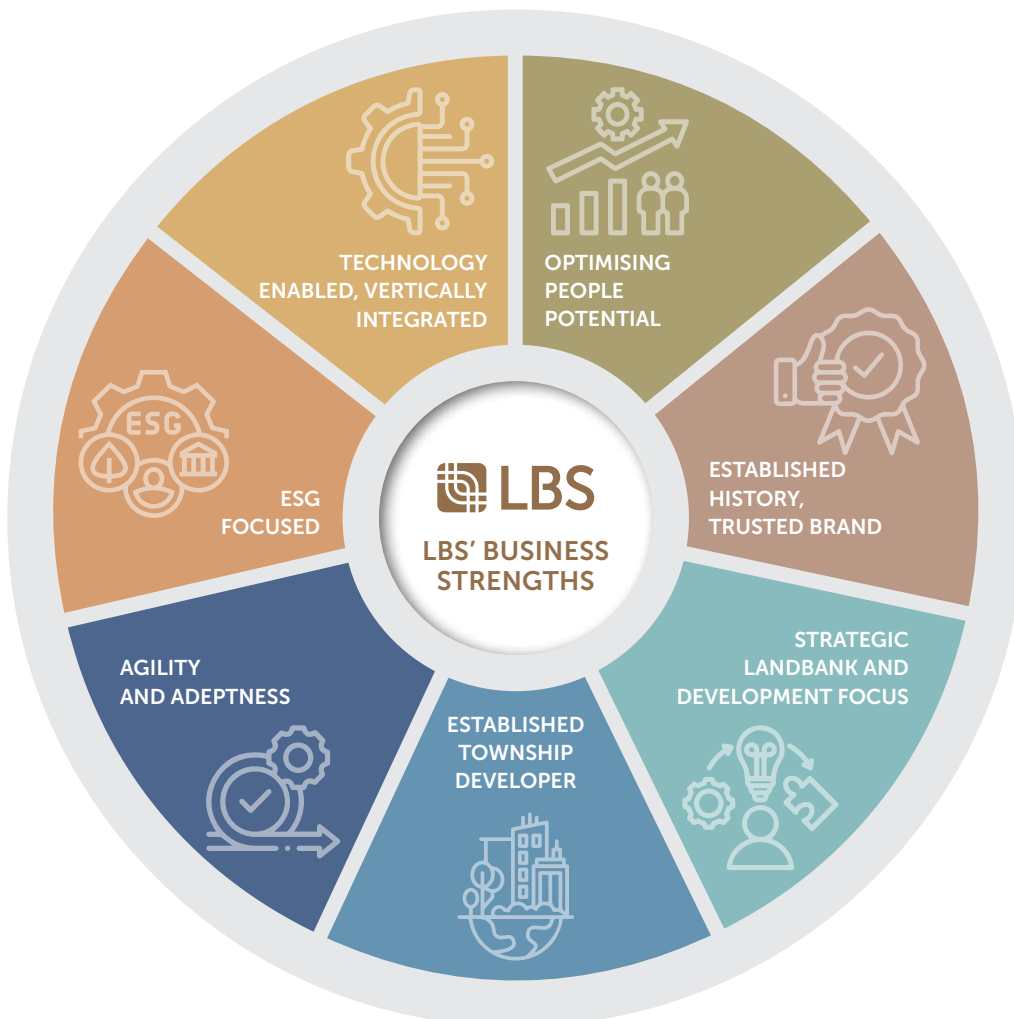 TECHNOLOGY
ENABLED, VERTICALLY
INTEGRATED
OPTIMISING
PEOPLE
POTENTIAL
ESG
ESG
FOCUSED
ESTABLISHED
HISTORY,
TRUSTED BRAND
LBS
LBS’ BUSINESS
STRENGTHS
AGILITY
AND ADEPTNESS
ESTABLISHED
TOWNSHIP
DEVELOPER
STRATEGIC
LANDBANK AND
DEVELOPMENT FOCUS